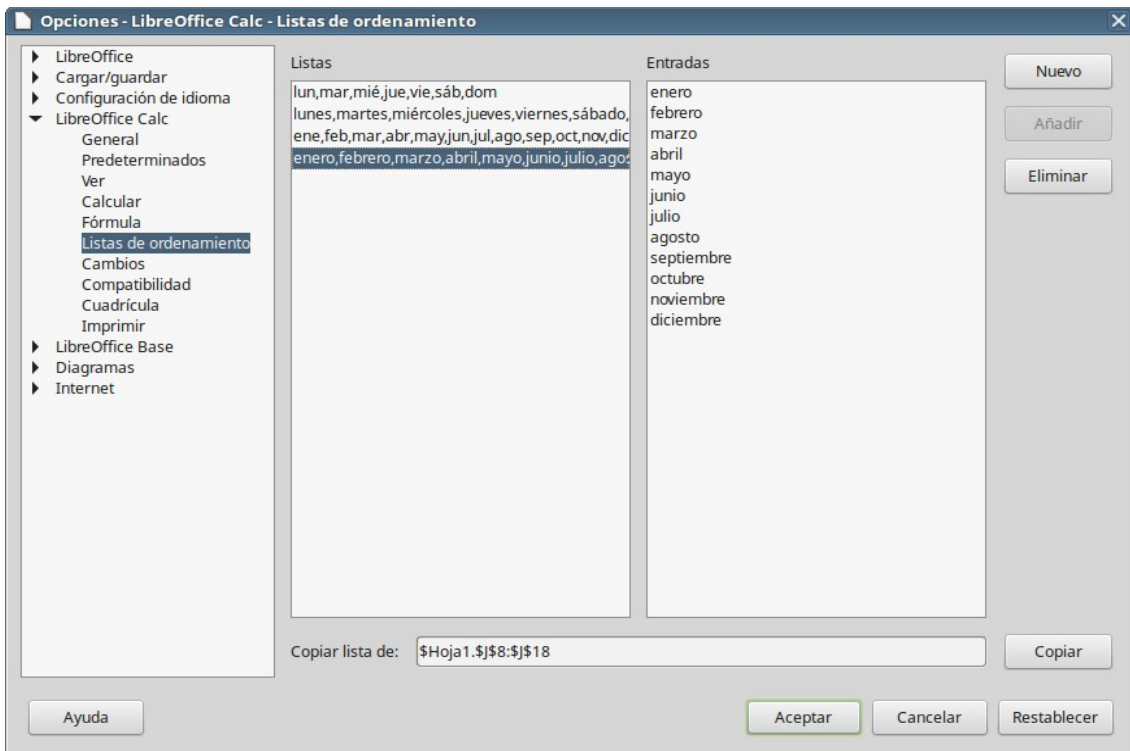 Opciones - LibreOffice Calc - Listas de ordenamiento
LibreOffice
Cargar/guardar
Configuración de idioma
LibreOffice Calc
General
Predeterminados
Ver
Calcular
Fórmula
Listas de ordenamiento
Cambios
Compatibilidad
Cuadrícula
Imprimir
LibreOffice Base
Diagramas
Internet
Listas
lun,mar,mié,jue,vie,sáb,dom
lunes,martes,miércoles,jueves,viernes,sábado,
ene,feb,mar,abr,may,jun,jul,ago,sep,oct,nov,dic
enero,febrero,marzo,abril,mayo,junio,julio,agos
Entradas
enero
febrero
marzo
abril
mayo
junio
julio
agosto
septiembre
octubre
noviembre
diciembre
Nuevo
Añadir
Eliminar
Copiar lista de:
$Hoja1.$J$8:$J$18
Copiar
Ayuda
Aceptar
Cancelar
Restablecer